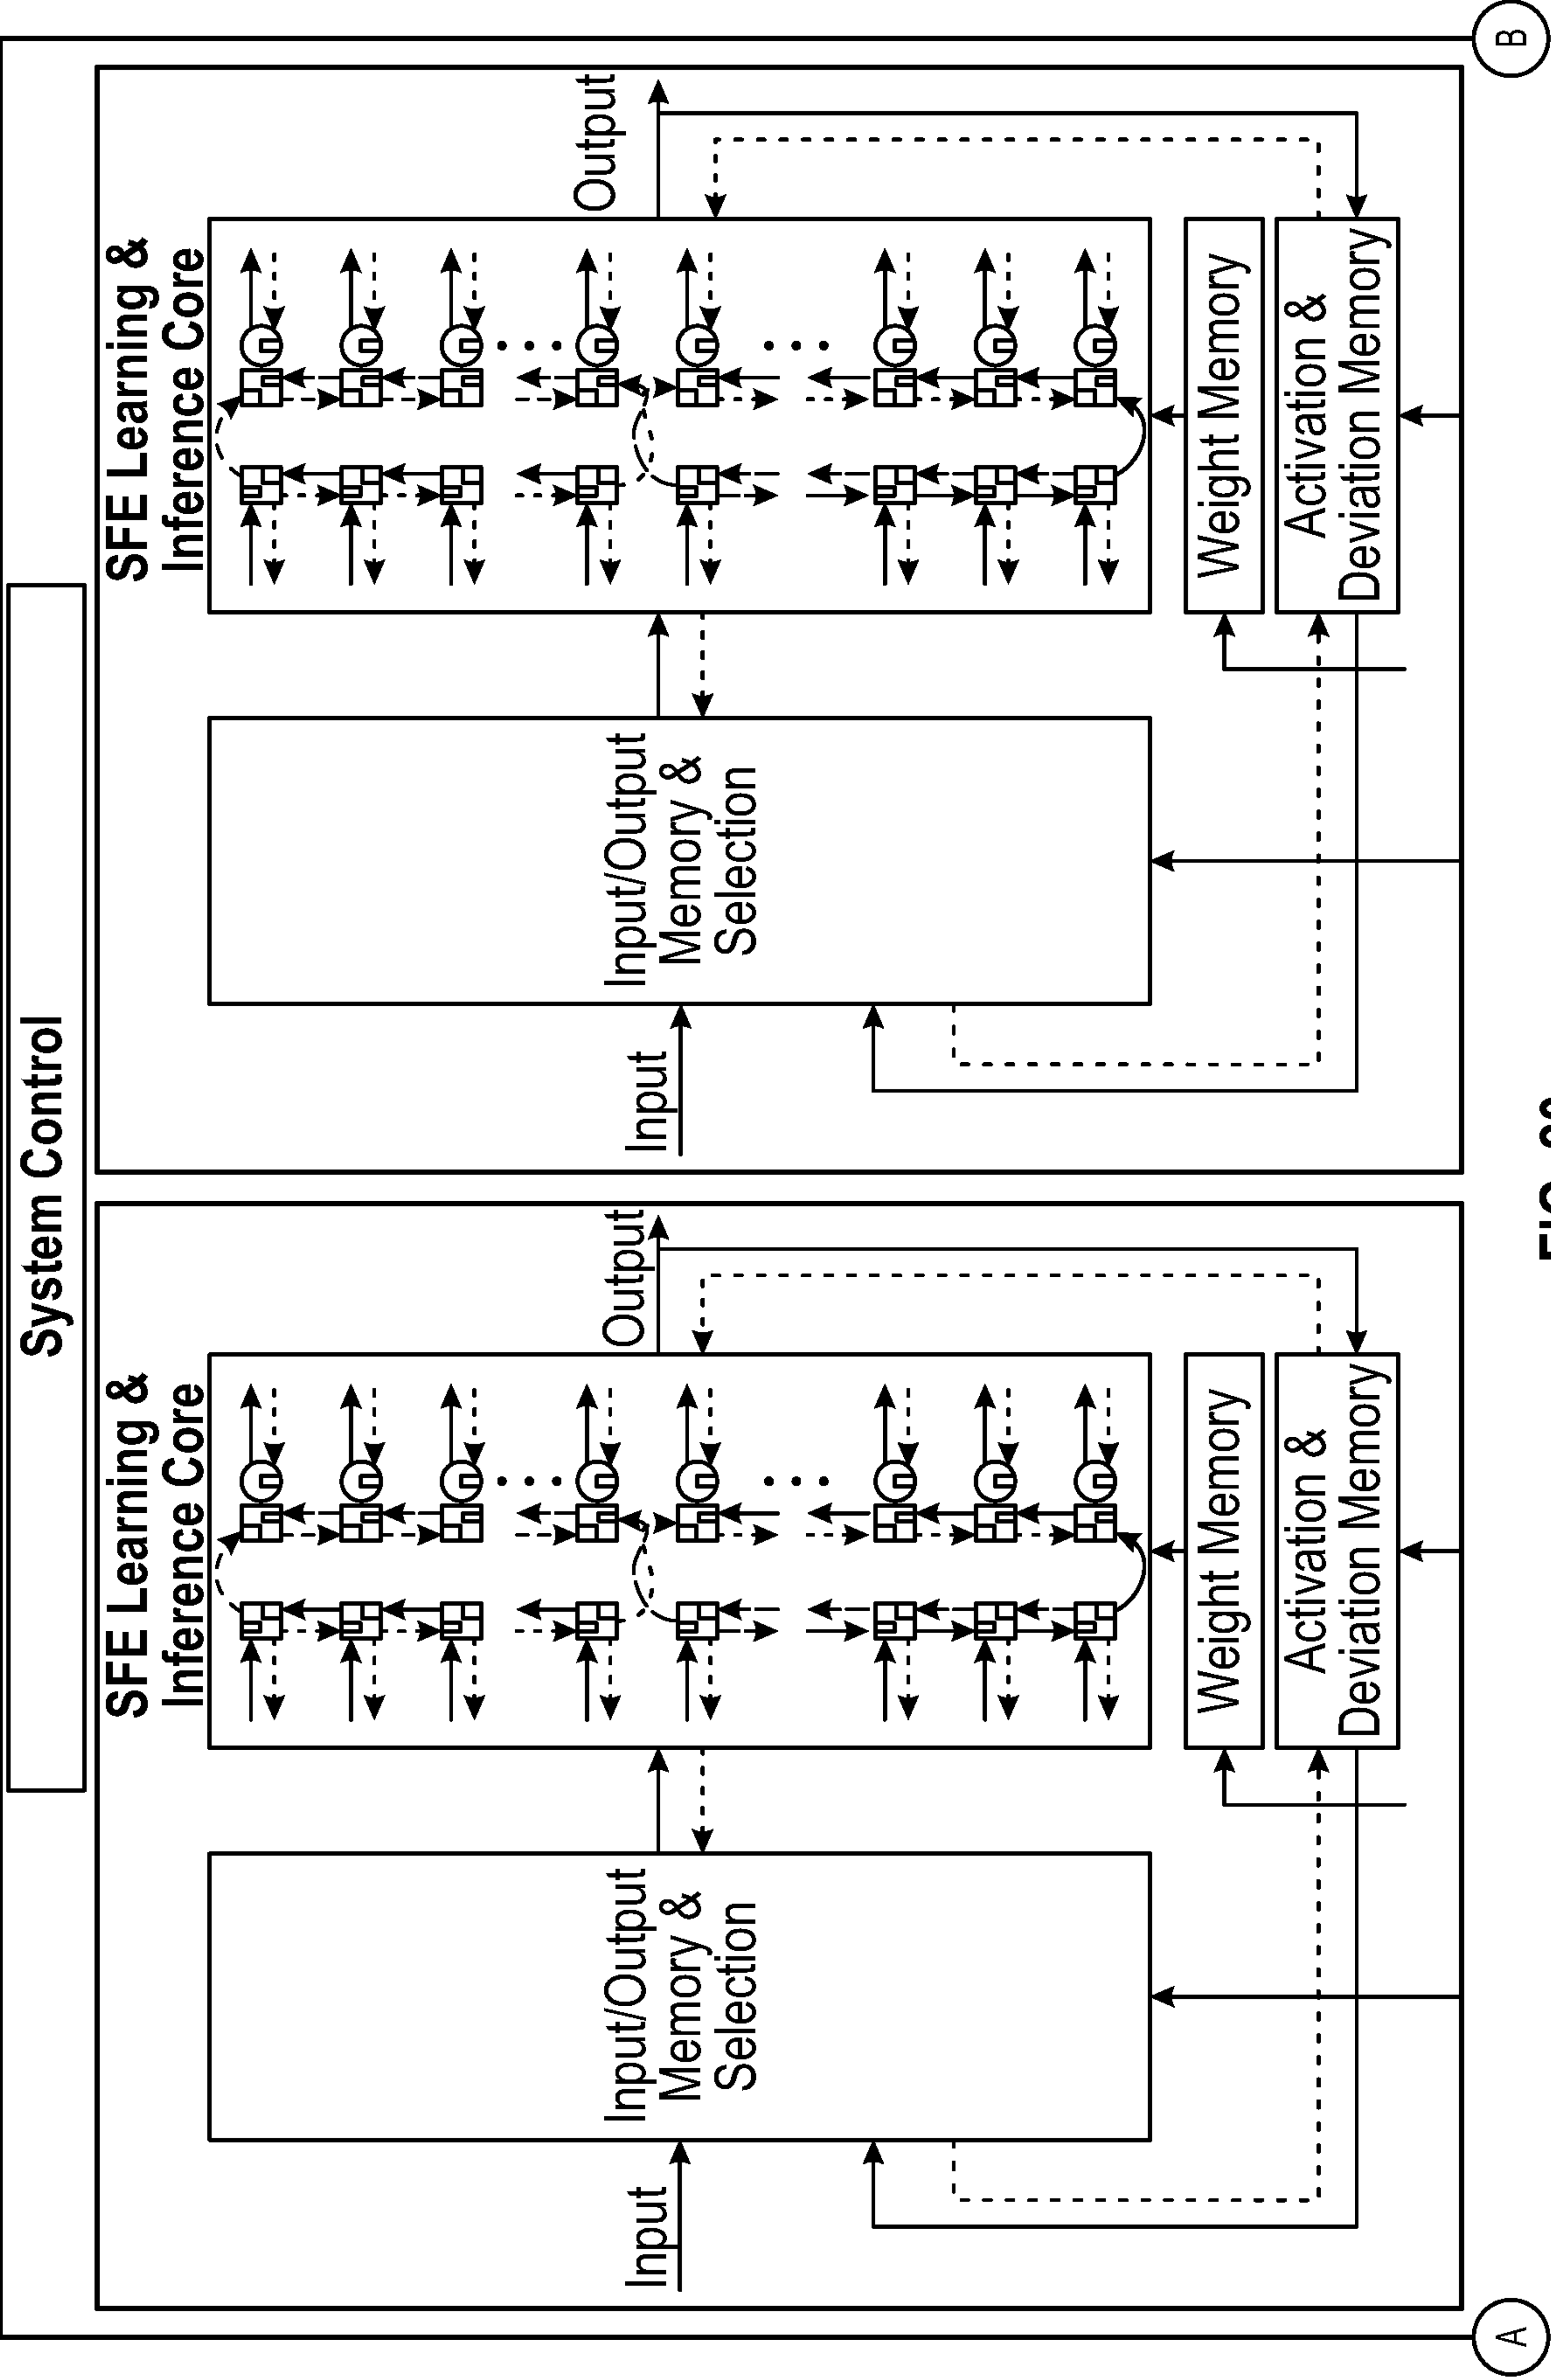 System Control
SFE Learning &
Inference Core
Input
Input/Output
Memory &
Selection
Output
Weight Memory
Activation &
Deviation Memory
SFE Learning &
Inference Core
Input
Input/Output
Memory &
Selection
Output
Weight Memory
Activation &
Deviation Memory
A
B